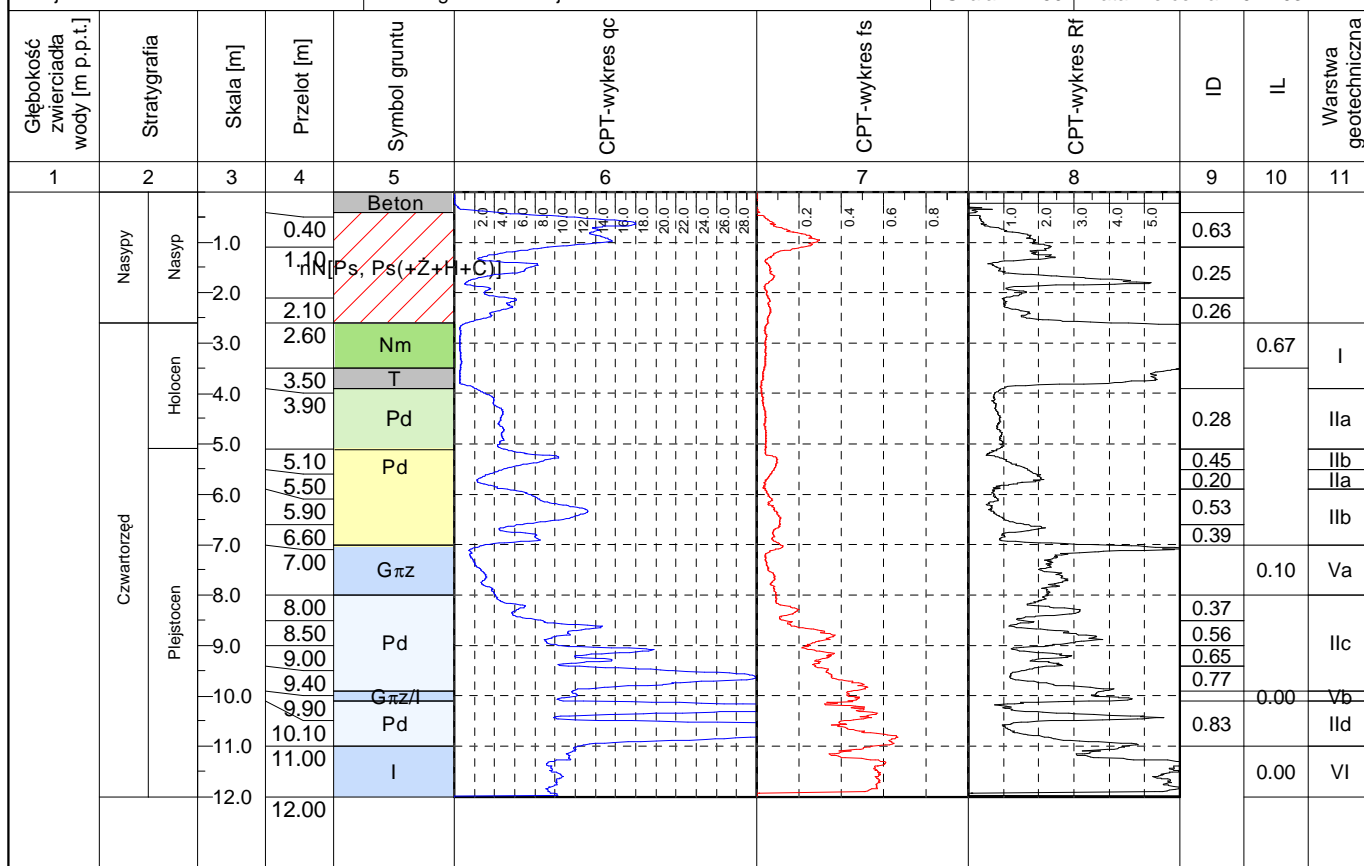 Głębokość
zwierciadła
wody [m p.p.t.]
Stratygrafia
Skala [m]
Przelot [m]
Symbol gruntu
CPT-wykres qc
CPT-wykres fs
CPT-wykres Rf
ID
IL
Warstwa
geotechniczna
1 2 3 4 5 6 7 8 9 10 11
2.0 4.0 6.0 8.0 10.0 12.0 14.0 16.0 18.0 20.0 22.0 24.0 26.0 28.0
0.2 0.4 0.6 0.8
1.0 2.0 3.0 4.0 5.0
Nasypy
Nasyp
Czwartorzęd
Holocen
Plejstocen
1.0
2.0
3.0
4.0
5.0
6.0
7.0
8.0
9.0
10.0
11.0
12.0
0.40
1.10
2.10
2.60
3.50
3.90
5.10
5.50
5.90
6.60
7.00
8.00
8.50
9.00
9.40
9.90
10.10
11.00
12.00
Beton
nN[Ps, Ps(+Ż+H+C)]
Nm
T
Pd
Pd
Gπz
Pd
Gπz/I
Pd
I
0.63
0.25
0.26
0.28
0.45
0.20
0.53
0.39
0.37
0.56
0.65
0.77
0.83
0.67
0.10
0.00
0.00
I
IIa
IIb
IIa
IIb
Va
IIc
Vb
IId
VI